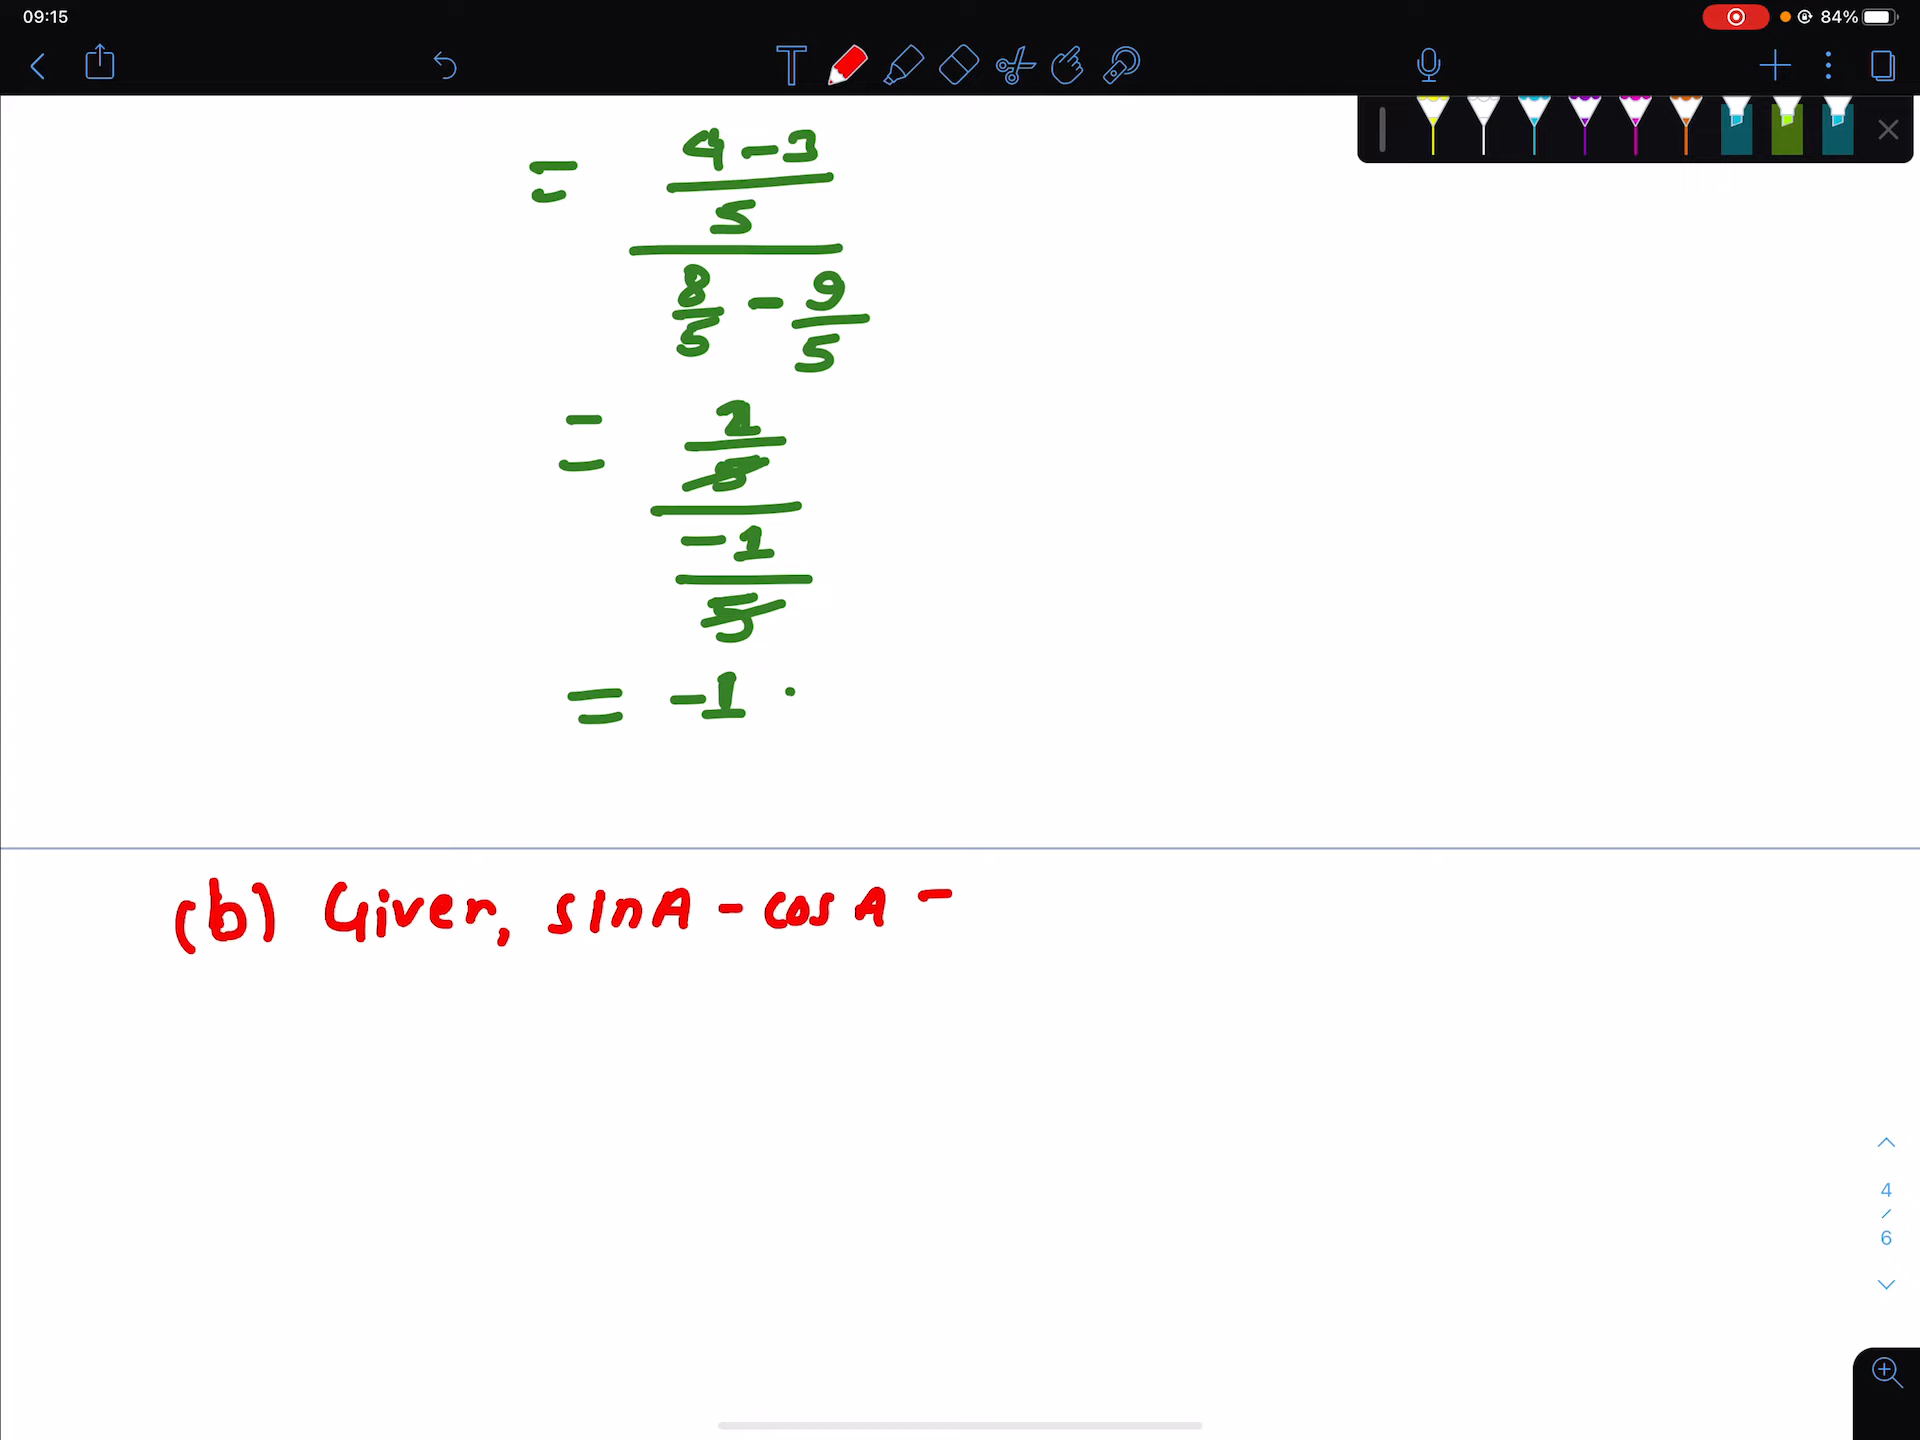 09:15
84%
T
= 4 - 3
5
8 - 9
5 5
= 1
5
-1
5
= -1 .
(b) Given, sinA - cosA -
4
/
6